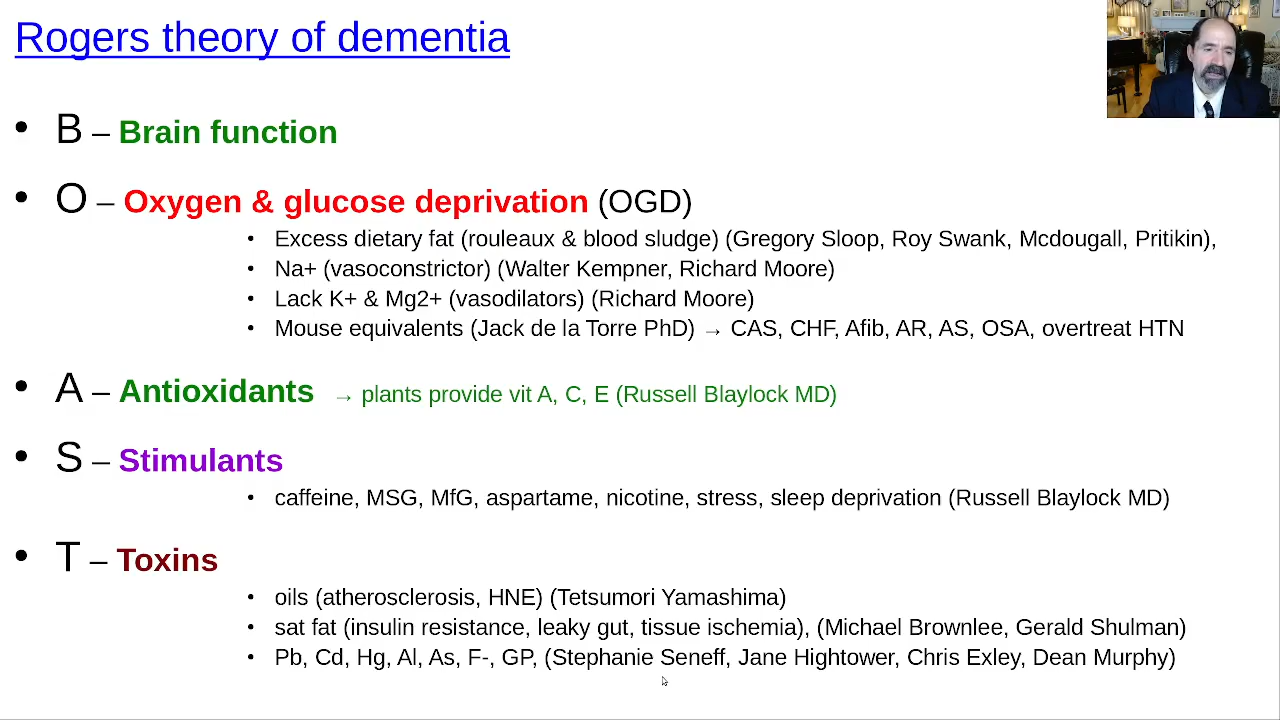 Rogers theory of dementia
• B – Brain function
• O – Oxygen & glucose deprivation (OGD)
• Excess dietary fat (rouleaux & blood sludge) (Gregory Sloop, Roy Swank, Mcdougall, Pritikin),
• Na+ (vasoconstrictor) (Walter Kempner, Richard Moore)
• Lack K+ & Mg2+ (vasodilators) (Richard Moore)
• Mouse equivalents (Jack de la Torre PhD) → CAS, CHF, Afib, AR, AS, OSA, overtreat HTN
• A – Antioxidants → plants provide vit A, C, E (Russell Blaylock MD)
• S – Stimulants
• caffeine, MSG, MfG, aspartame, nicotine, stress, sleep deprivation (Russell Blaylock MD)
• T – Toxins
• oils (atherosclerosis, HNE) (Tetsumori Yamashima)
• sat fat (insulin resistance, leaky gut, tissue ischemia), (Michael Brownlee, Gerald Shulman)
• Pb, Cd, Hg, Al, As, F-, GP, (Stephanie Seneff, Jane Hightower, Chris Exley, Dean Murphy)